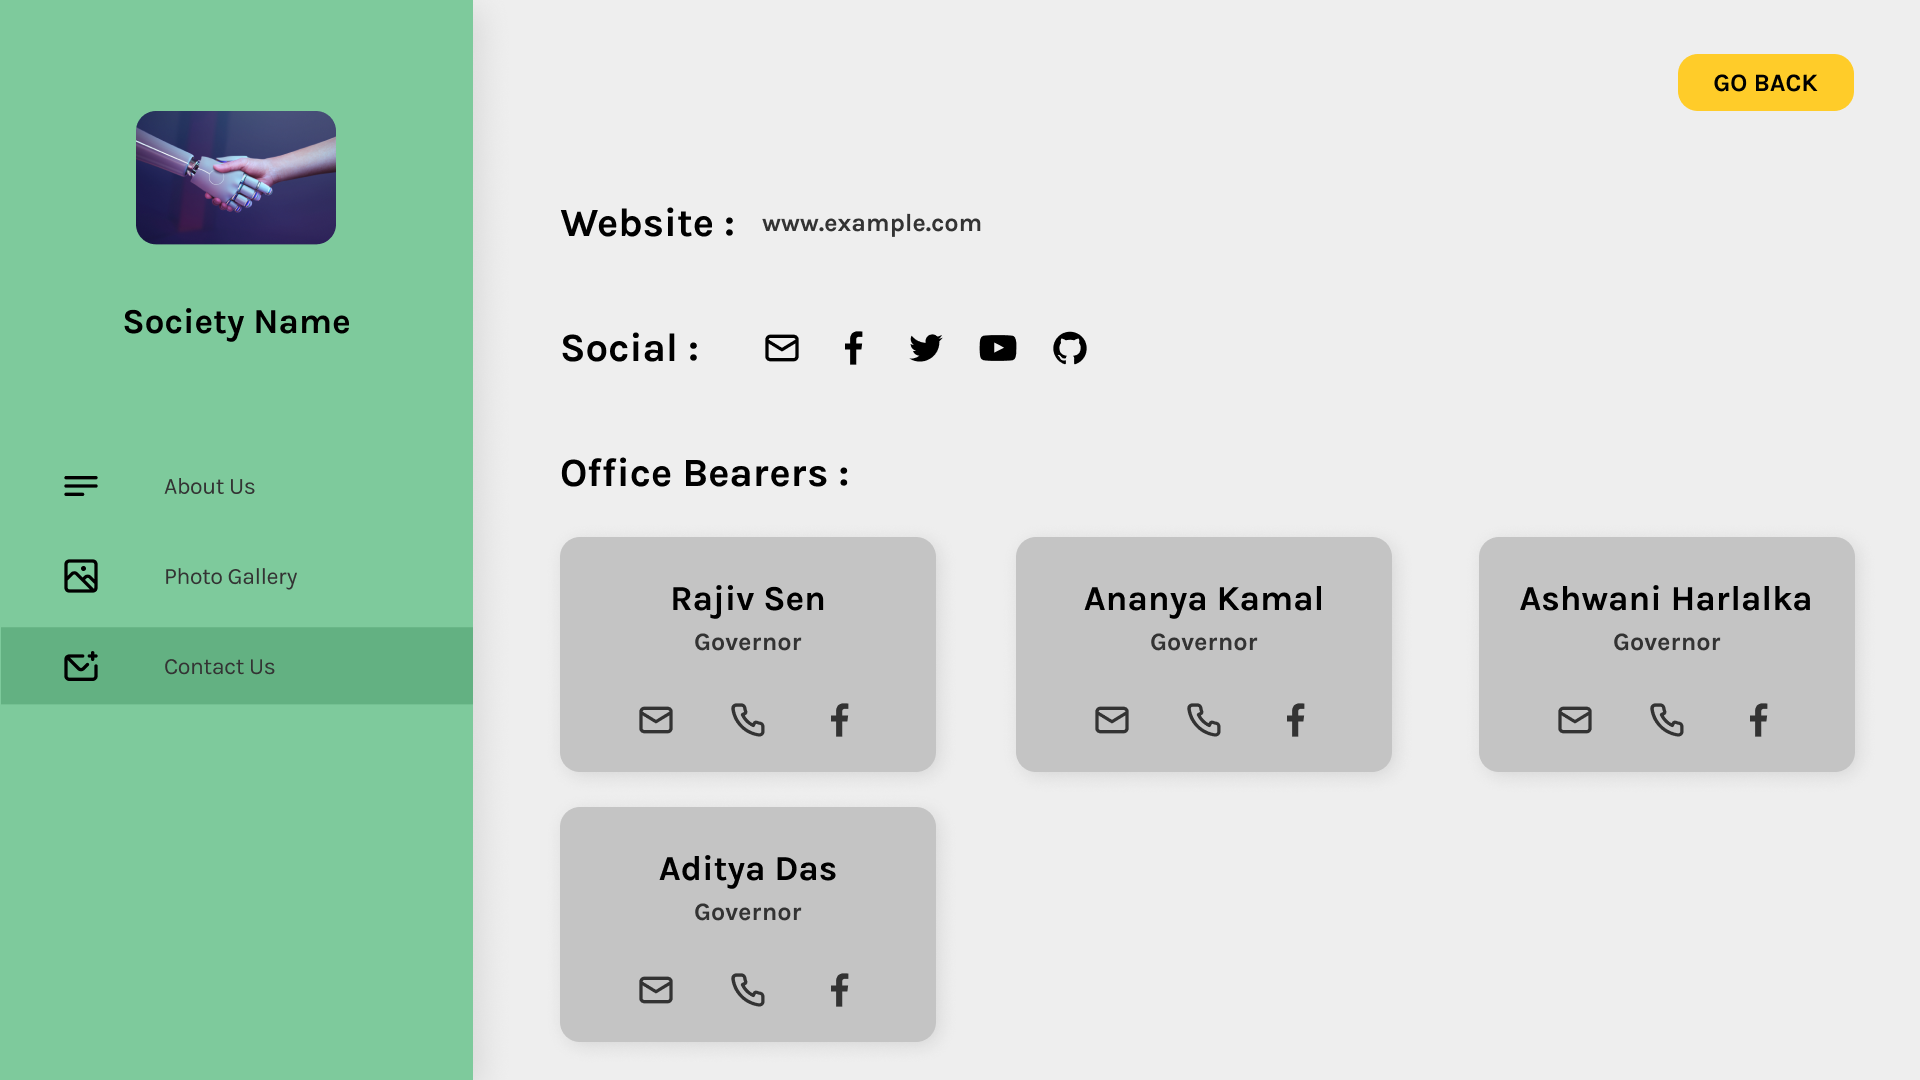 GO BACK
Society Name
About Us
Photo Gallery
Contact Us
Website : www.example.com
Social :
Office Bearers :
Rajiv Sen
Governor
Ananya Kamal
Governor
Ashwani Harlalka
Governor
Aditya Das
Governor